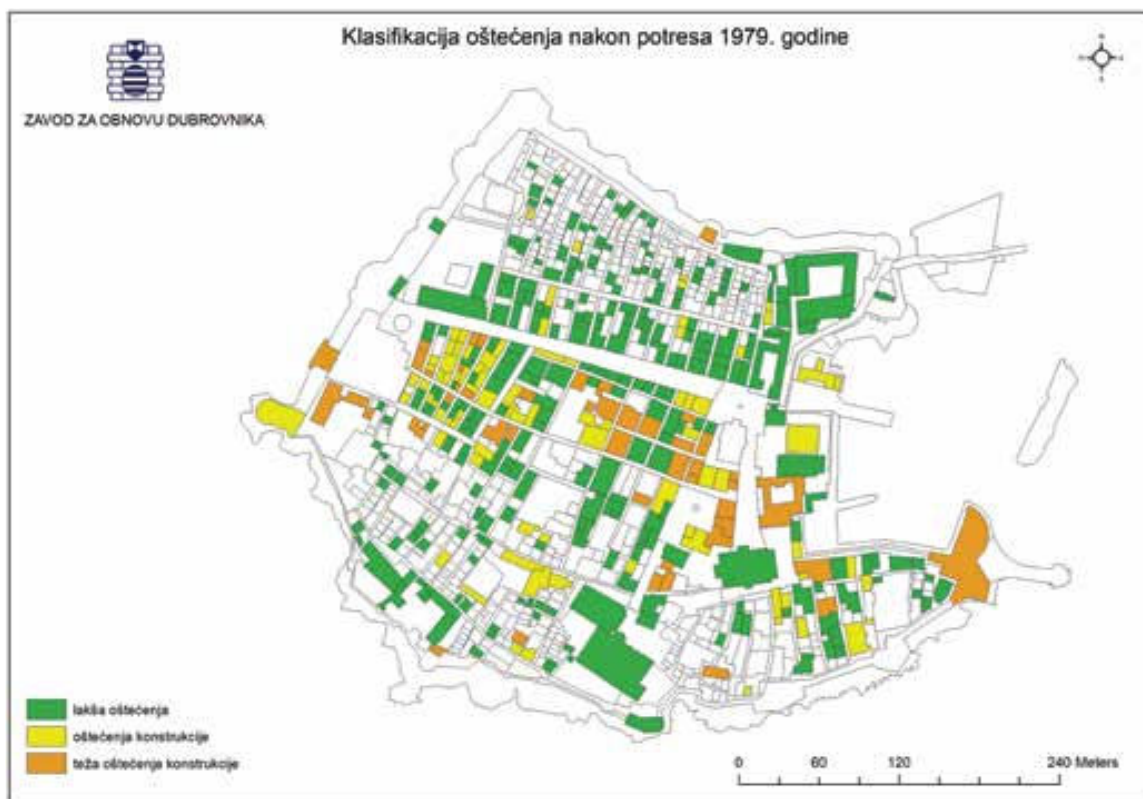 Klasifikacija oštećenja nakon potresa 1979. godine
ZAVOD ZA OBNOVU DUBROVNIKA
lakša oštećenja
oštećenja konstrukcije
teža oštećenja konstrukcije
0 60 120 240 Meters